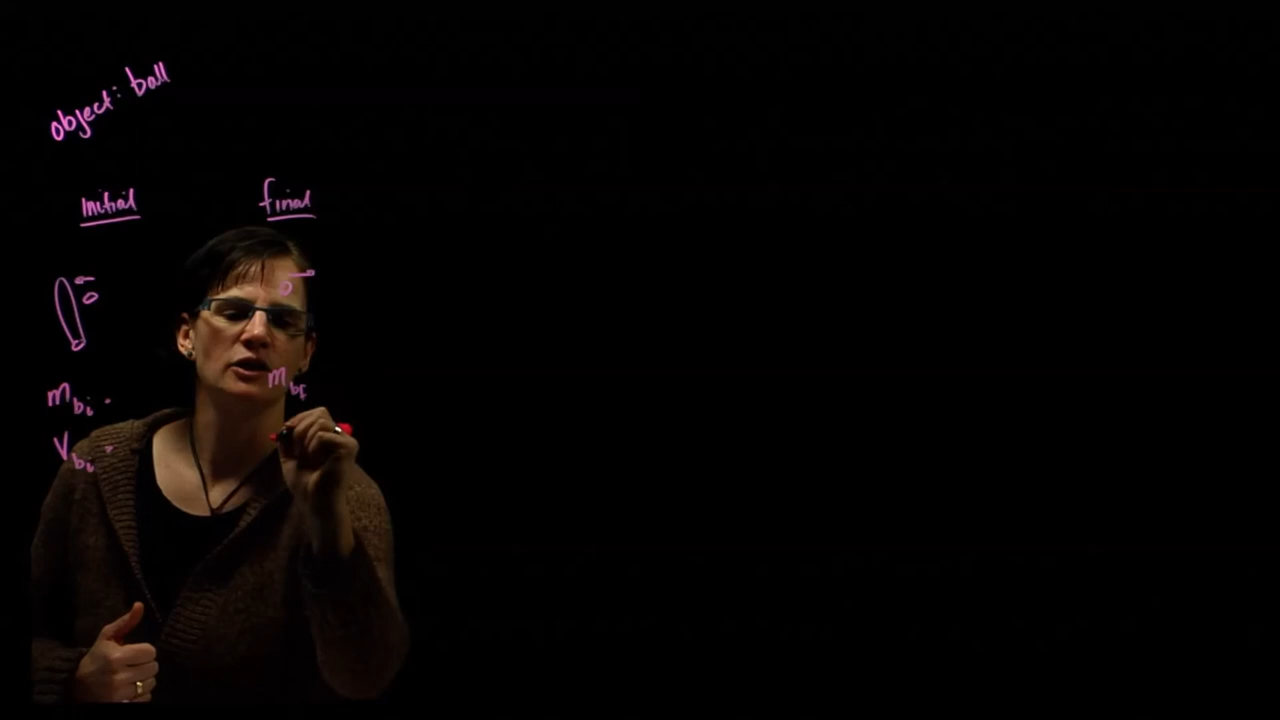 object: ball
Initial
final
m_bi
m_bf
v_bi